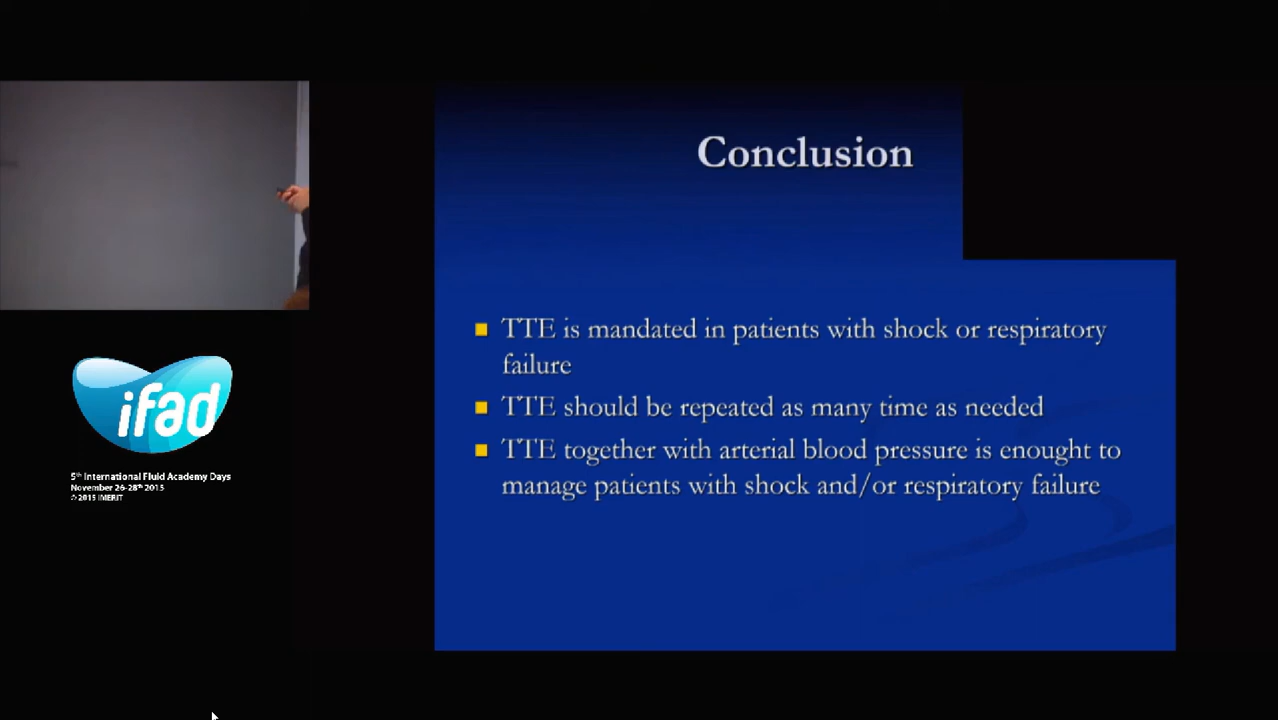 Conclusion
TTE is mandated in patients with shock or respiratory
failure
TTE should be repeated as many time as needed
TTE together with arterial blood pressure is enought to
manage patients with shock and/or respiratory failure
ifad
5th International Fluid Academy Days
November 26-28th 2015
© 2015 IMERIT